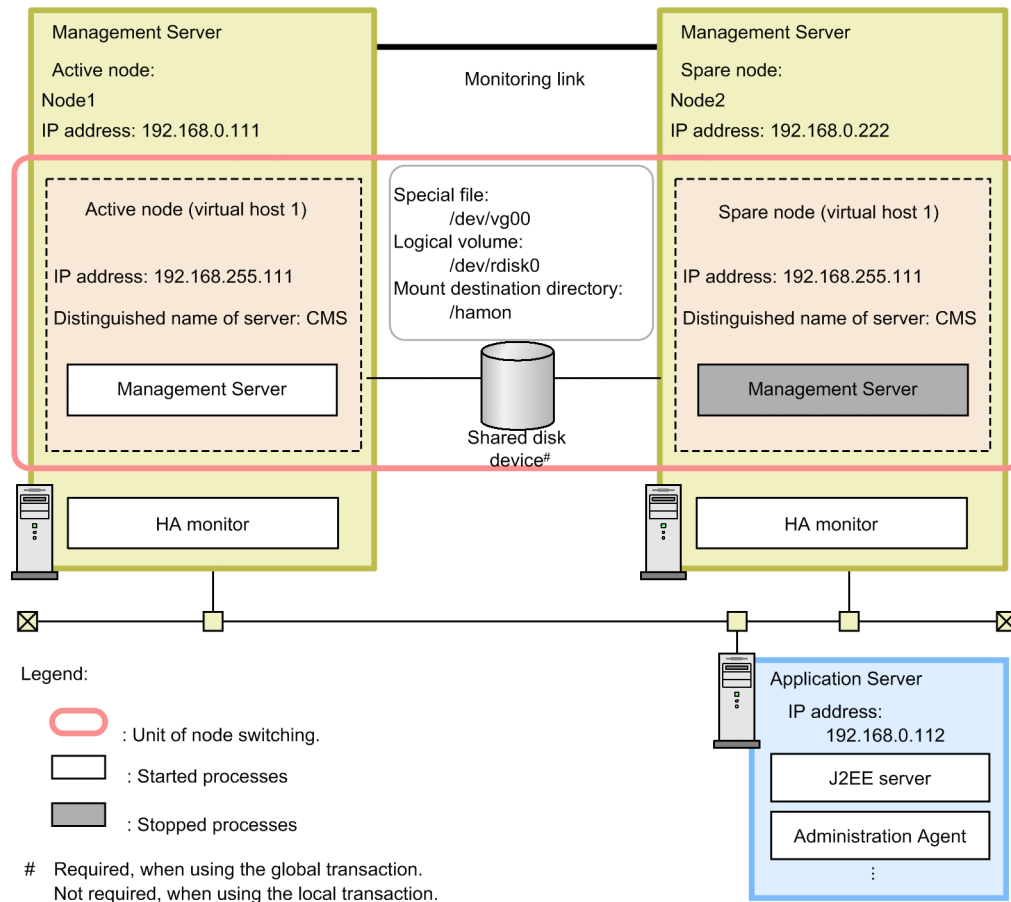 Management Server
Active node:
Node1
IP address: 192.168.0.111
Monitoring link
Management Server
Spare node:
Node2
IP address: 192.168.0.222
Active node (virtual host 1)
IP address: 192.168.255.111
Distinguished name of server: CMS
Management Server
Special file:
/dev/vg00
Logical volume:
/dev/rdisk0
Mount destination directory:
/hamon
Shared disk
device#
Spare node (virtual host 1)
IP address: 192.168.255.111
Distinguished name of server: CMS
Management Server
HA monitor
HA monitor
Application Server
IP address:
192.168.0.112
J2EE server
Administration Agent
⋮
Legend:
: Unit of node switching.
: Started processes
: Stopped processes
# Required, when using the global transaction.
Not required, when using the local transaction.